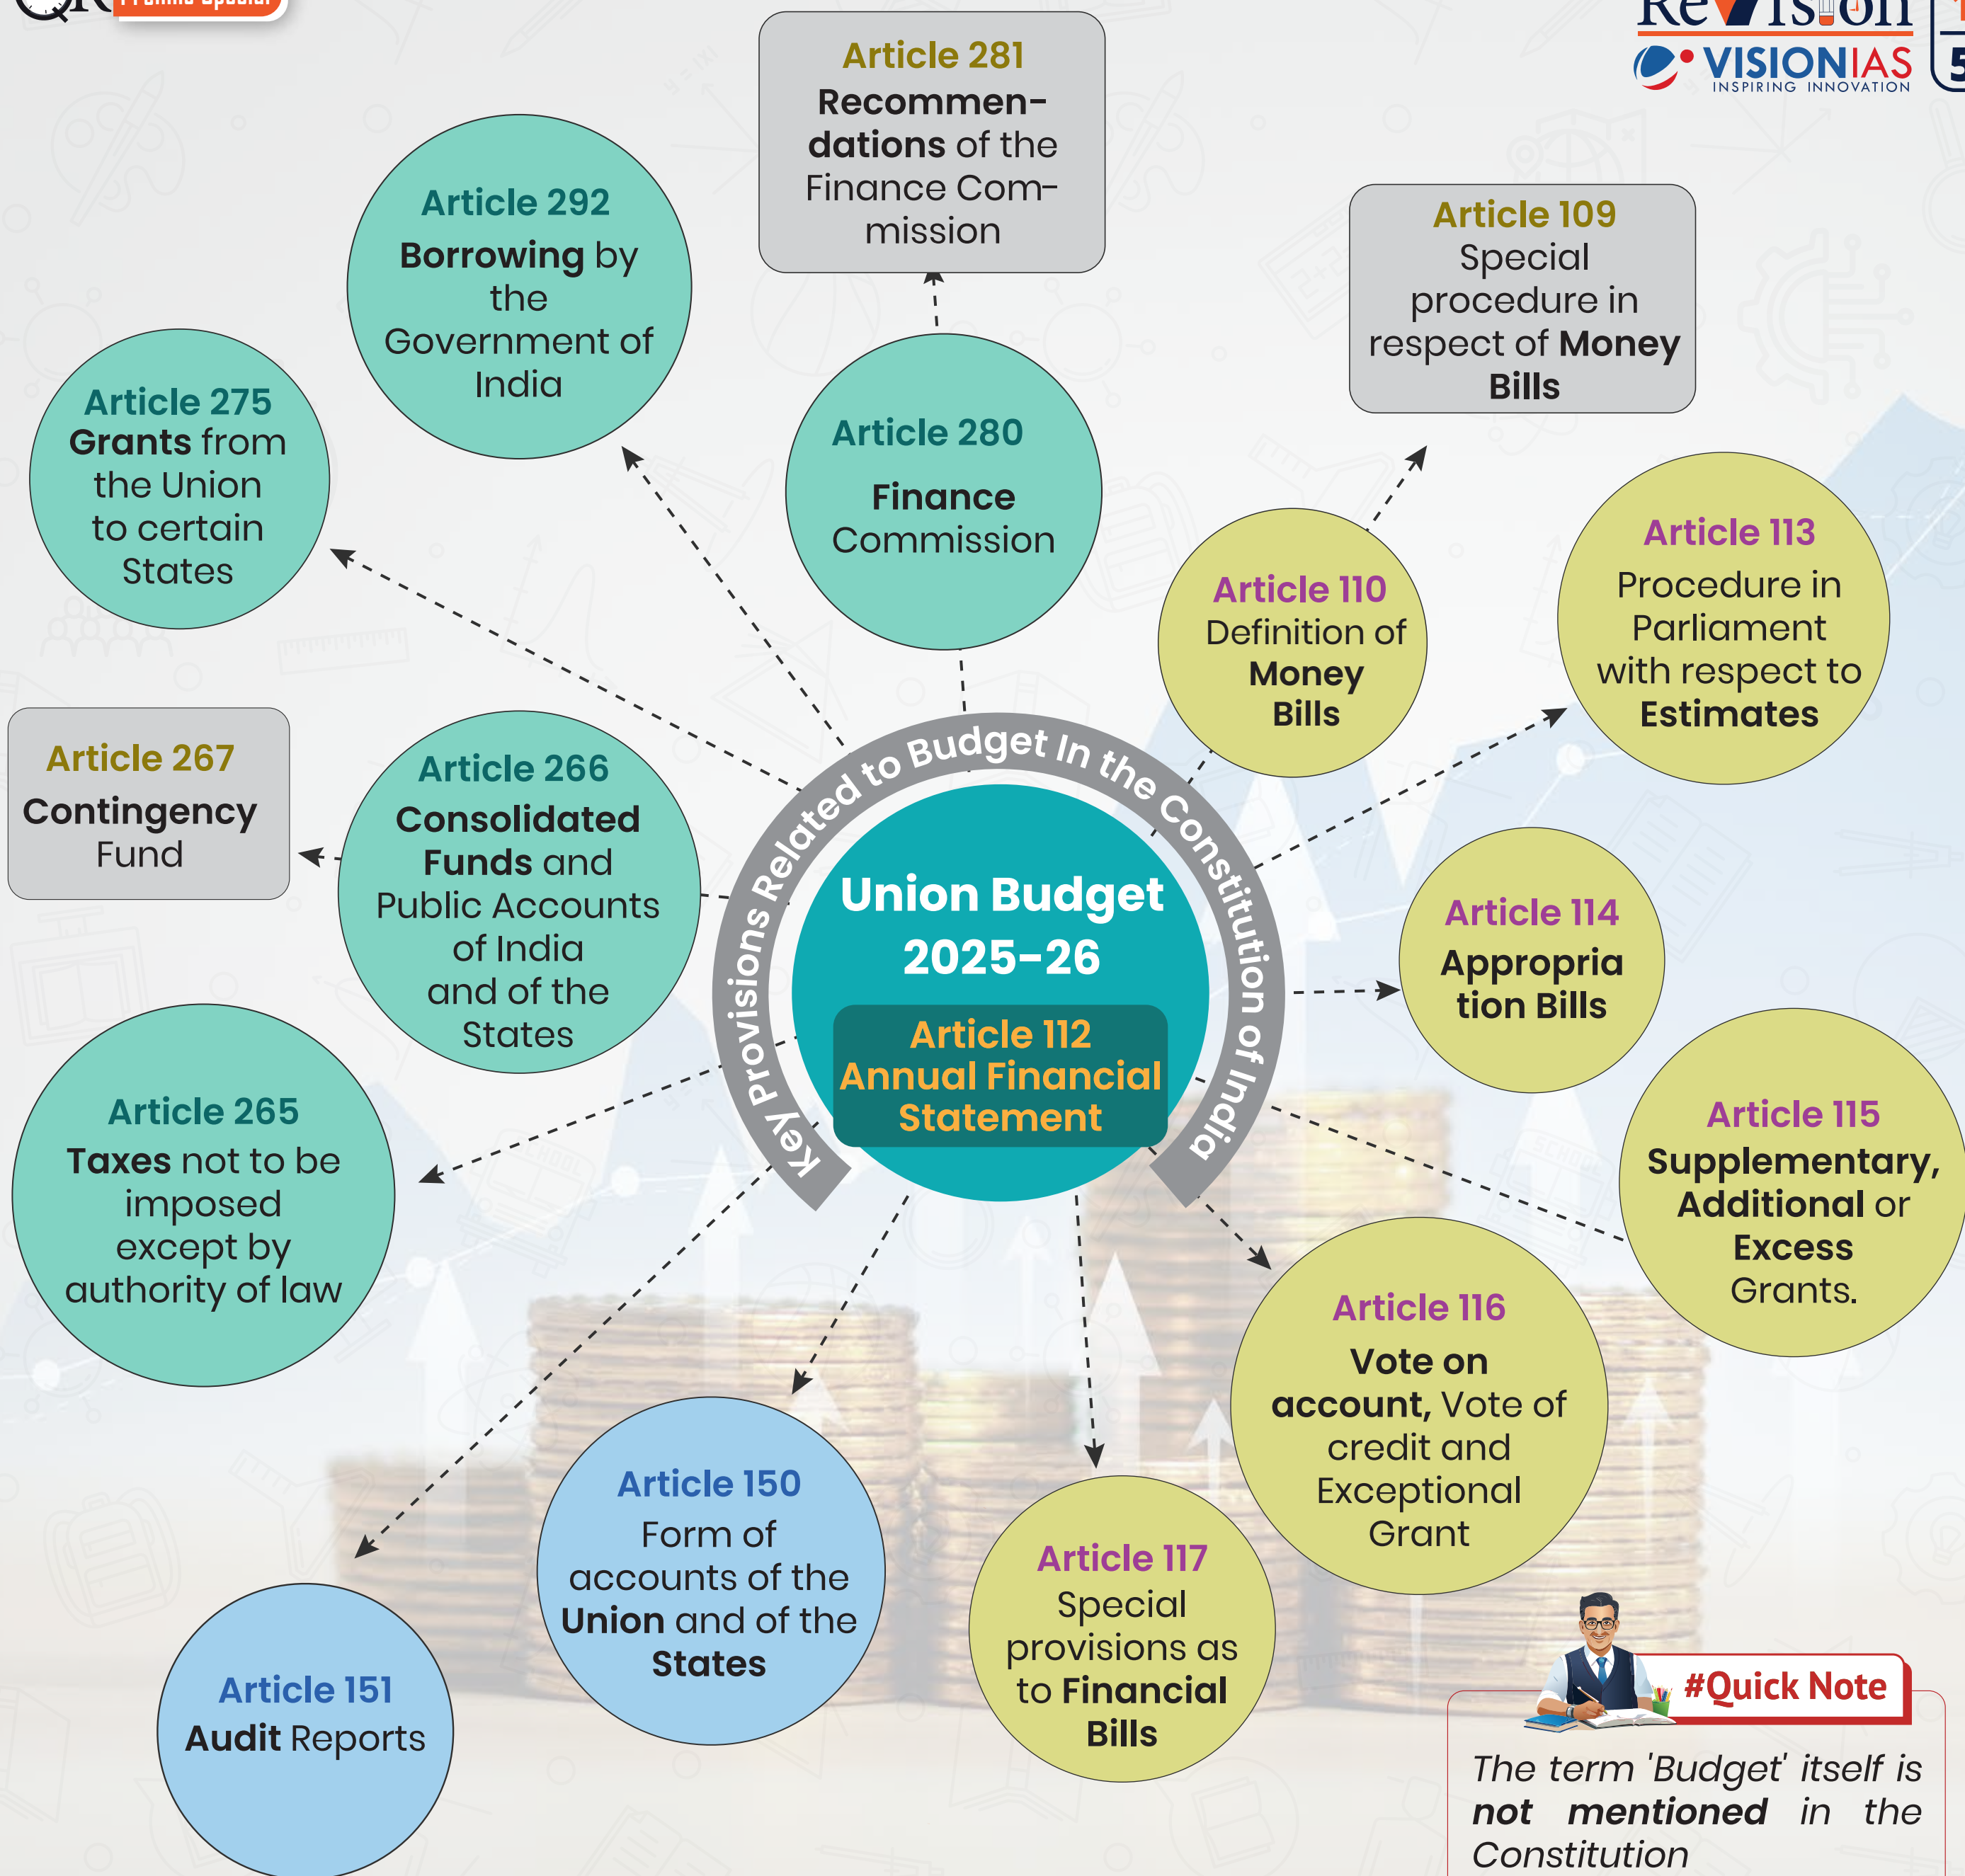 Prelims Special
ReVision
VISIONIAS
INSPIRING INNOVATION
5
Article 281
Recommen-
dations of the
Finance Com-
mission
Article 292
Borrowing by
the
Government of
India
Article 109
Special
procedure in
respect of Money
Bills
Article 275
Grants from
the Union
to certain
States
Article 280
Finance
Commission
Article 110
Definition of
Money
Bills
Article 113
Procedure in
Parliament
with respect to
Estimates
Article 267
Contingency
Fund
Article 266
Consolidated
Funds and
Public Accounts
of India
and of the
States
Key Provisions Related to Budget In the Constitution of India
Union Budget
2025-26
Article 112
Annual Financial
Statement
Article 114
Appropria
tion Bills
Article 265
Taxes not to be
imposed
except by
authority of law
Article 115
Supplementary,
Additional or
Excess
Grants.
Article 116
Vote on
account, Vote of
credit and
Exceptional
Grant
Article 150
Form of
accounts of the
Union and of the
States
Article 117
Special
provisions as
to Financial
Bills
Article 151
Audit Reports
#Quick Note
The term 'Budget' itself is
not mentioned in the
Constitution